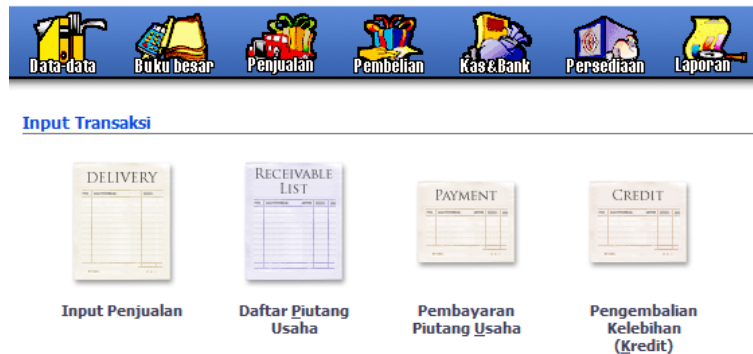 Data-data Buku besar Penjualan Pembelian Kas&Bank Persediaan Laporan
Input Transaksi
DELIVERY
RECEIVABLE
LIST
PAYMENT
CREDIT
Input Penjualan
Daftar Piutang
Usaha
Pembayaran
Piutang Usaha
Pengembalian
Kelebihan
(Kredit)